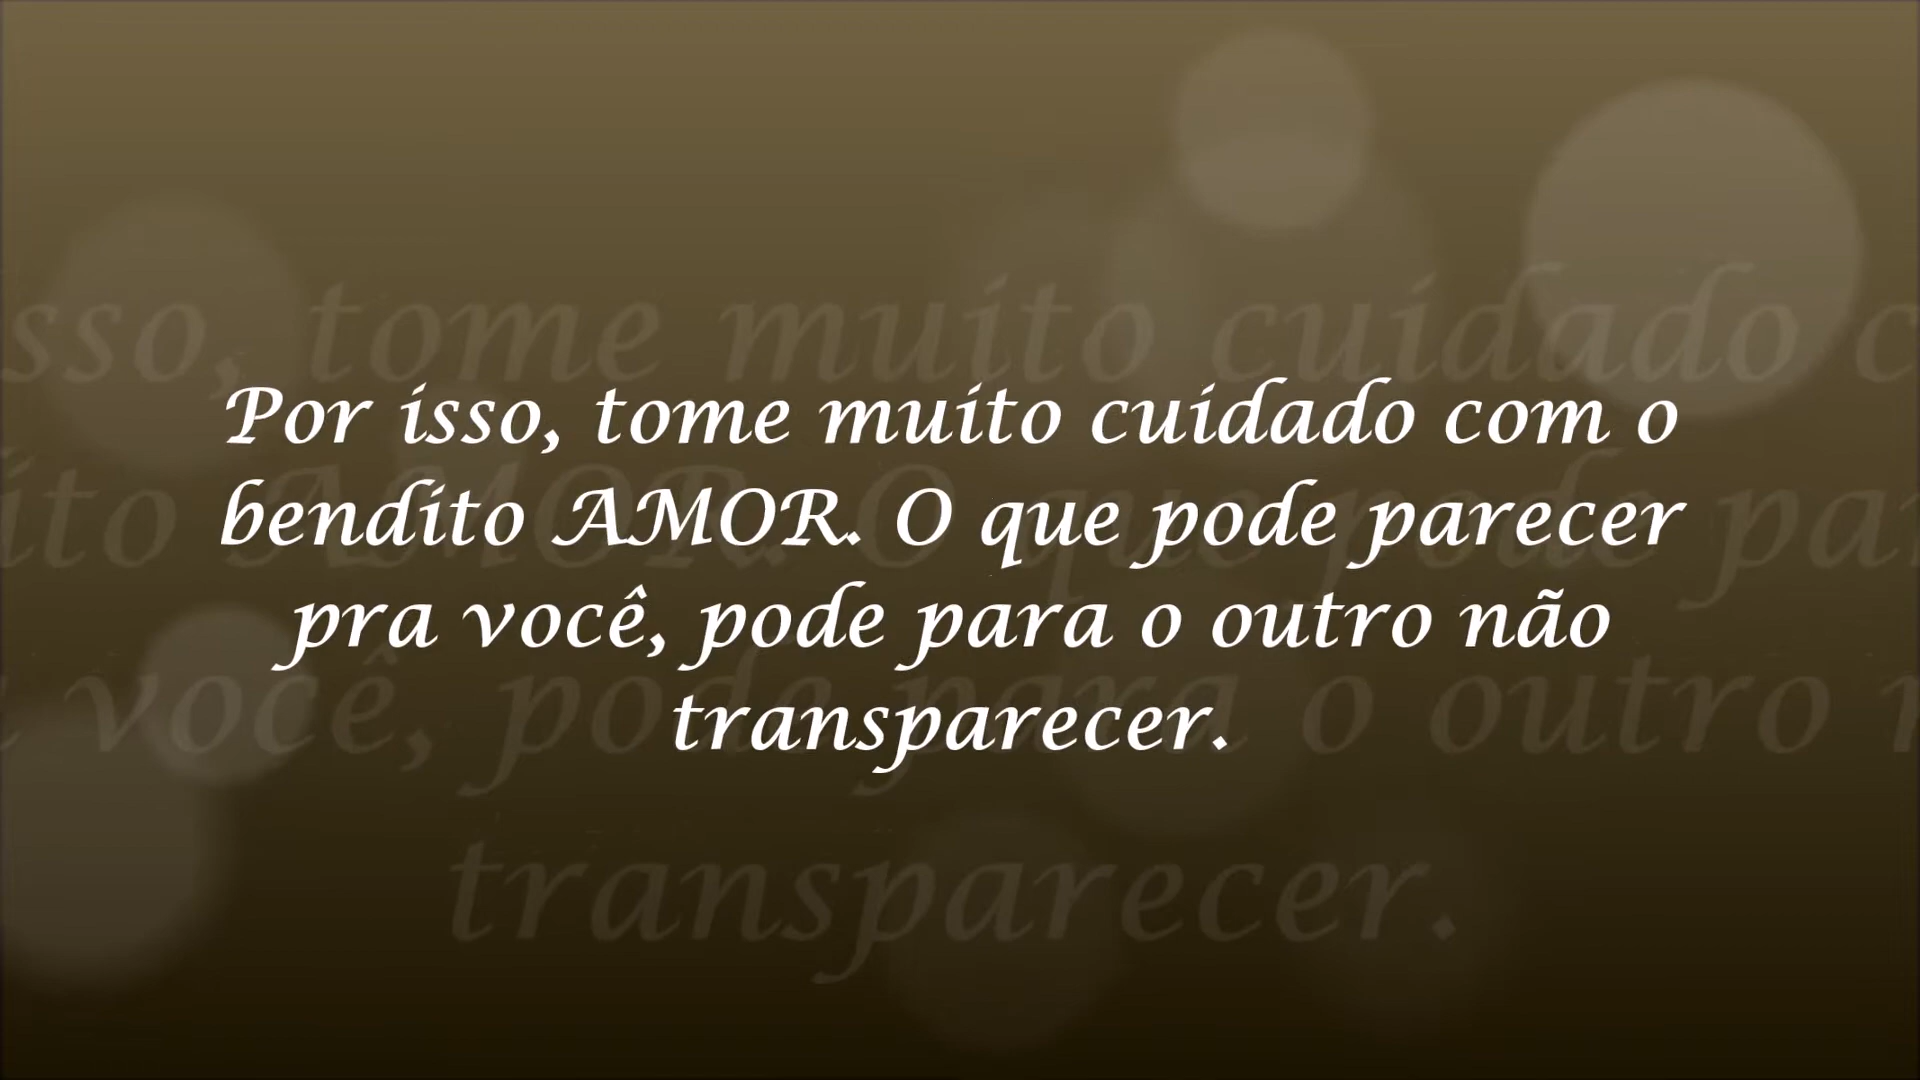 Por isso, tome muito cuidado com o
bendito AMOR. O que pode parecer
pra você, pode para o outro não
transparecer.